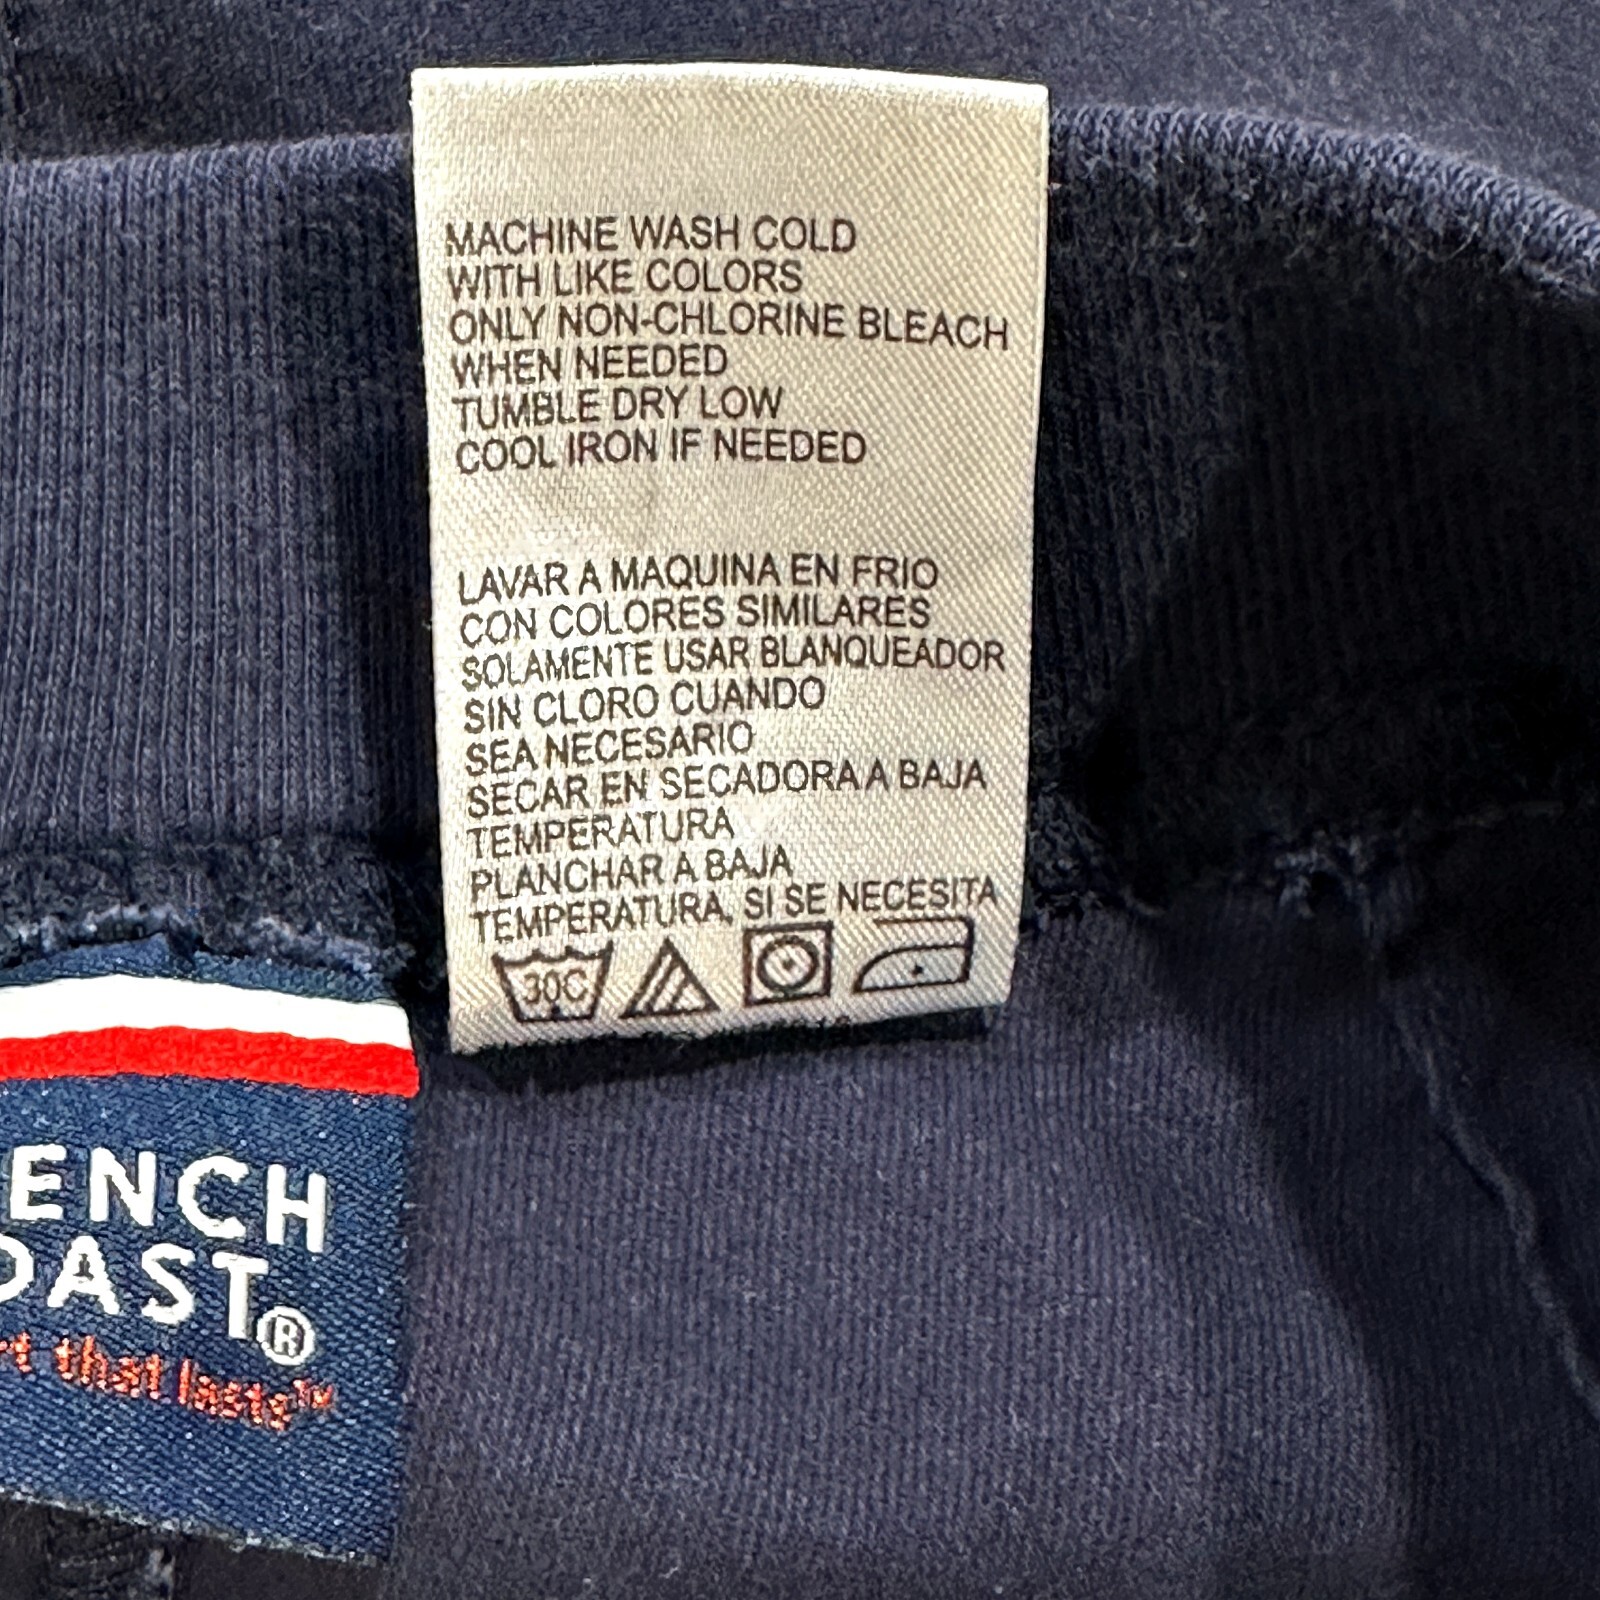 MACHINE WASH COLD
WITH LIKE COLORS
ONLY NON-CHLORINE BLEACH
WHEN NEEDED
TUMBLE DRY LOW
COOL IRON IF NEEDED
LAVAR A MAQUINA EN FRIO
CON COLORES SIMILARES
SOLAMENTE USAR BLANQUEADOR
SIN CLORO CUANDO
SEA NECESARIO
SECAR EN SECADORA A BAJA
TEMPERATURA
PLANCHAR A BAJA
TEMPERATURA, SI SE NECESITA
30C
ENCH
OAST®
rt that lasts™